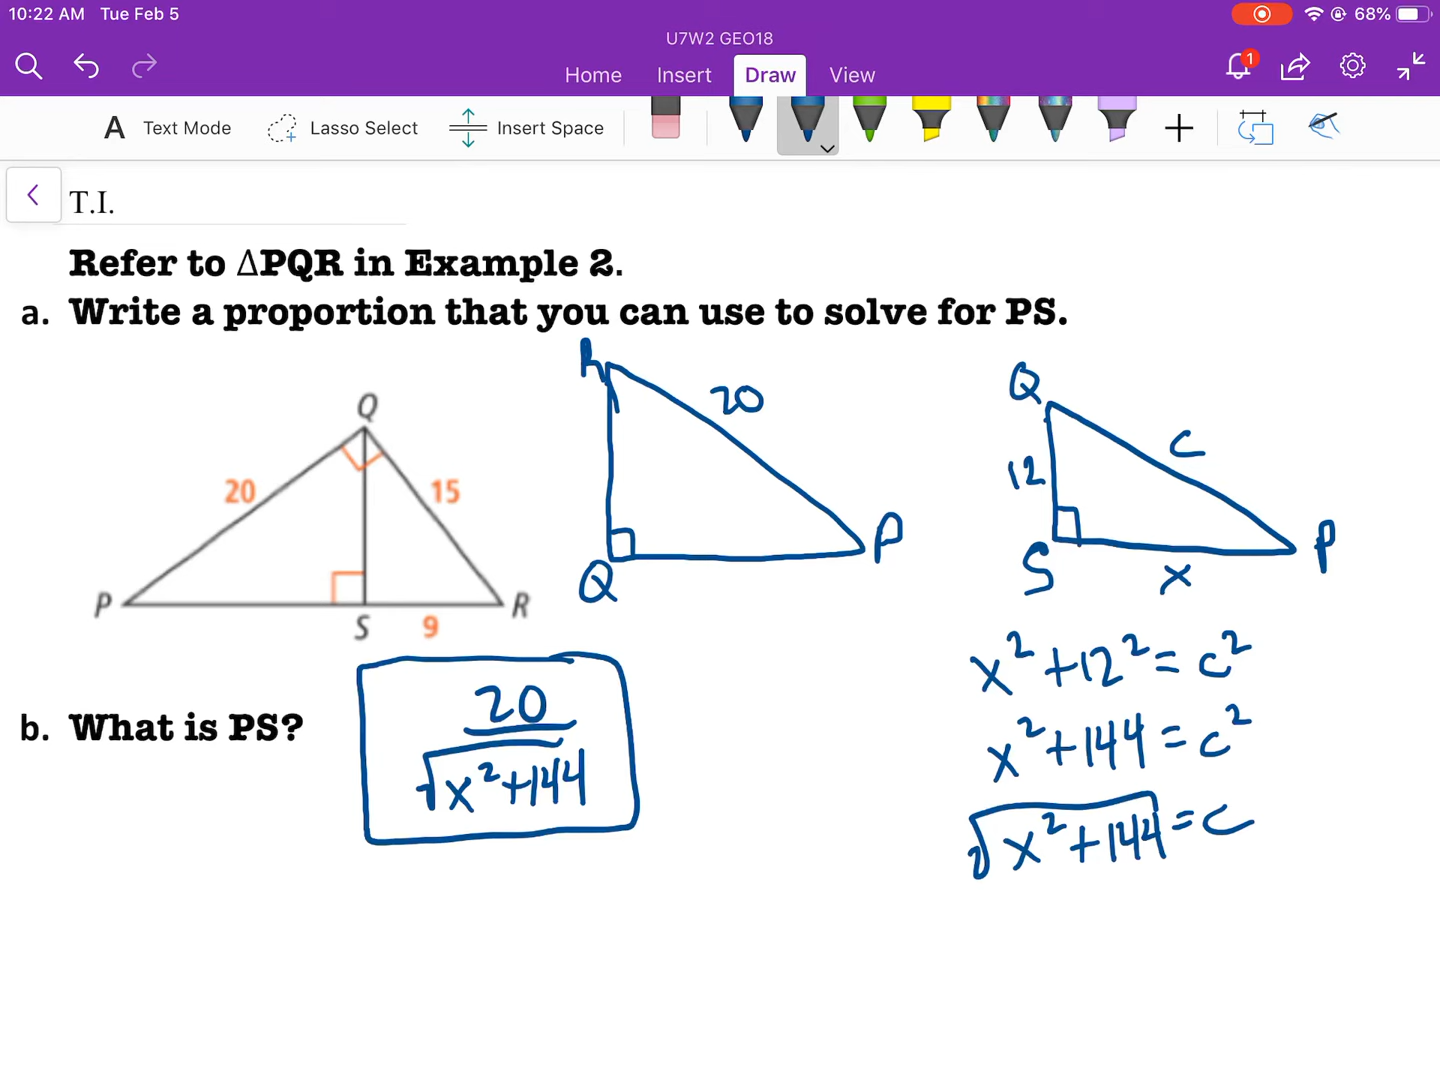 10:22 AM Tue Feb 5
68%
U7W2 GEO18
1
Home Insert Draw View
A Text Mode Lasso Select Insert Space
T.I.
Refer to ΔPQR in Example 2.
a. Write a proportion that you can use to solve for PS.
Q
20 15
P S 9 R
R
20
Q P
Q
12 c
S x P
b. What is PS?
20
√x²+144
x²+12²=c²
x²+144=c²
√x²+144=c